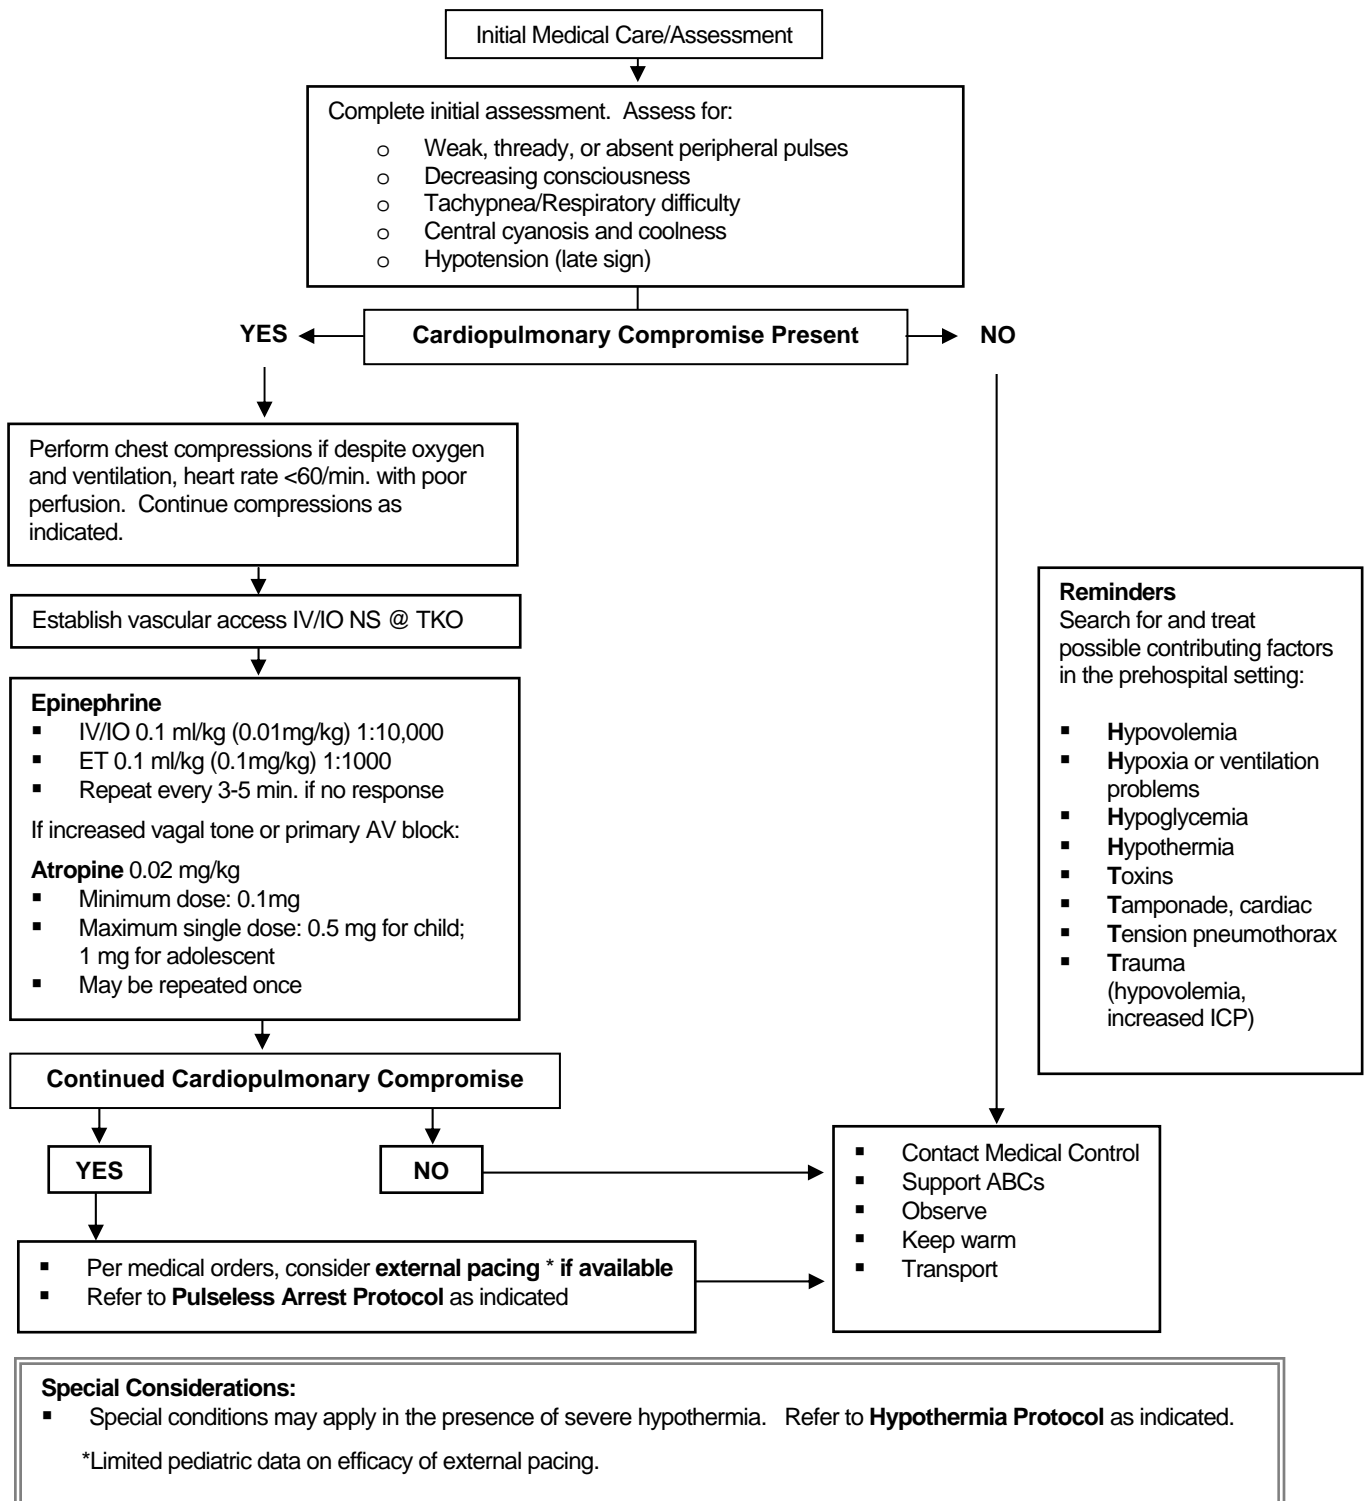 Initial Medical Care/Assessment
Complete initial assessment.  Assess for:
o Weak, thready, or absent peripheral pulses
o Decreasing consciousness
o Tachypnea/Respiratory difficulty
o Central cyanosis and coolness
o Hypotension (late sign)
YES
Cardiopulmonary Compromise Present
NO
Perform chest compressions if despite oxygen
and ventilation, heart rate <60/min. with poor
perfusion.  Continue compressions as
indicated.
Establish vascular access IV/IO NS @ TKO
Epinephrine
▪ IV/IO 0.1 ml/kg (0.01mg/kg) 1:10,000
▪ ET 0.1 ml/kg (0.1mg/kg) 1:1000
▪ Repeat every 3-5 min. if no response
If increased vagal tone or primary AV block:
Atropine 0.02 mg/kg
▪ Minimum dose: 0.1mg
▪ Maximum single dose: 0.5 mg for child;
1 mg for adolescent
▪ May be repeated once
Reminders
Search for and treat
possible contributing factors
in the prehospital setting:
▪ Hypovolemia
▪ Hypoxia or ventilation
problems
▪ Hypoglycemia
▪ Hypothermia
▪ Toxins
▪ Tamponade, cardiac
▪ Tension pneumothorax
▪ Trauma
(hypovolemia,
increased ICP)
Continued Cardiopulmonary Compromise
YES
NO
▪ Per medical orders, consider external pacing * if available
▪ Refer to Pulseless Arrest Protocol as indicated
▪ Contact Medical Control
▪ Support ABCs
▪ Observe
▪ Keep warm
▪ Transport
Special Considerations:
▪ Special conditions may apply in the presence of severe hypothermia.   Refer to Hypothermia Protocol as indicated.
*Limited pediatric data on efficacy of external pacing.